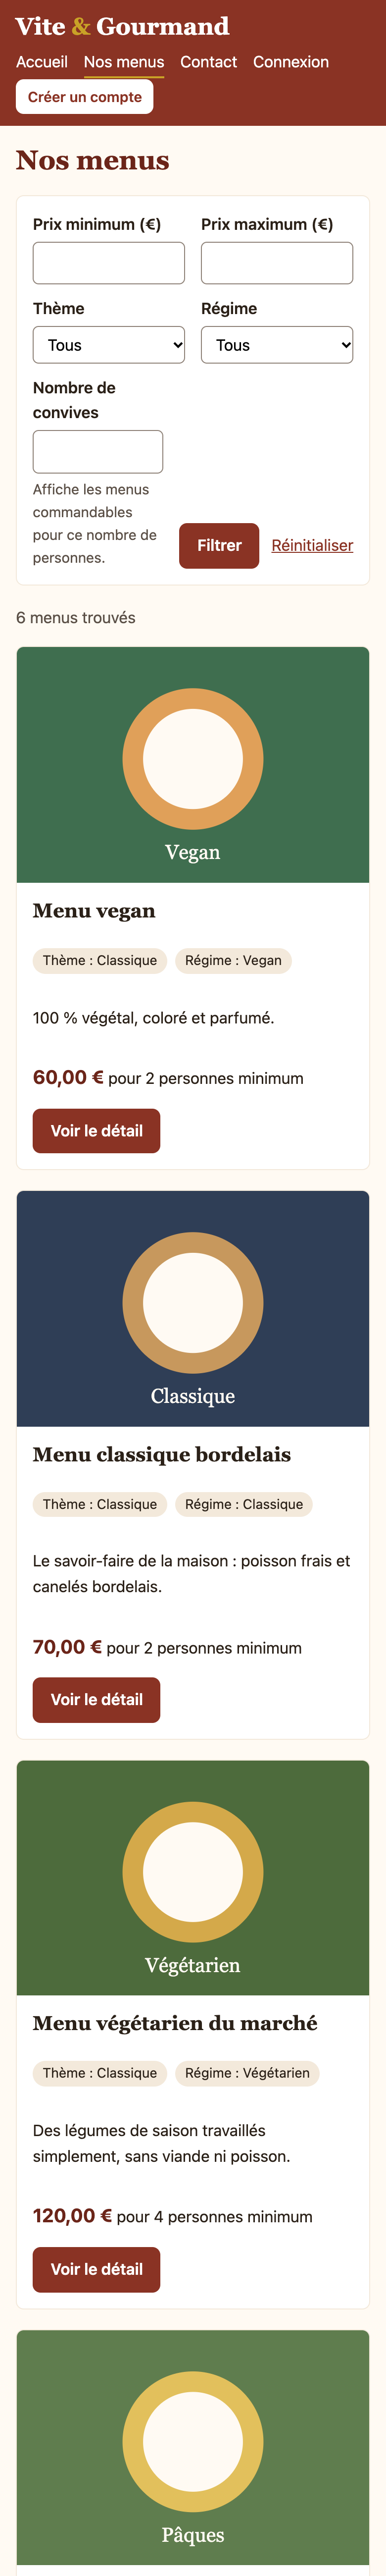 Vite & Gourmand
Accueil Nos menus Contact Connexion
Créer un compte
Nos menus
Prix minimum (€) Prix maximum (€)
Thème Régime
Tous Tous
Nombre de
convives
Affiche les menus
commandables
pour ce nombre de
personnes.
Filtrer Réinitialiser
6 menus trouvés
Vegan
Menu vegan
Thème : Classique Régime : Vegan
100 % végétal, coloré et parfumé.
60,00 € pour 2 personnes minimum
Voir le détail
Classique
Menu classique bordelais
Thème : Classique Régime : Classique
Le savoir-faire de la maison : poisson frais et
canelés bordelais.
70,00 € pour 2 personnes minimum
Voir le détail
Végétarien
Menu végétarien du marché
Thème : Classique Régime : Végétarien
Des légumes de saison travaillés
simplement, sans viande ni poisson.
120,00 € pour 4 personnes minimum
Voir le détail
Pâques